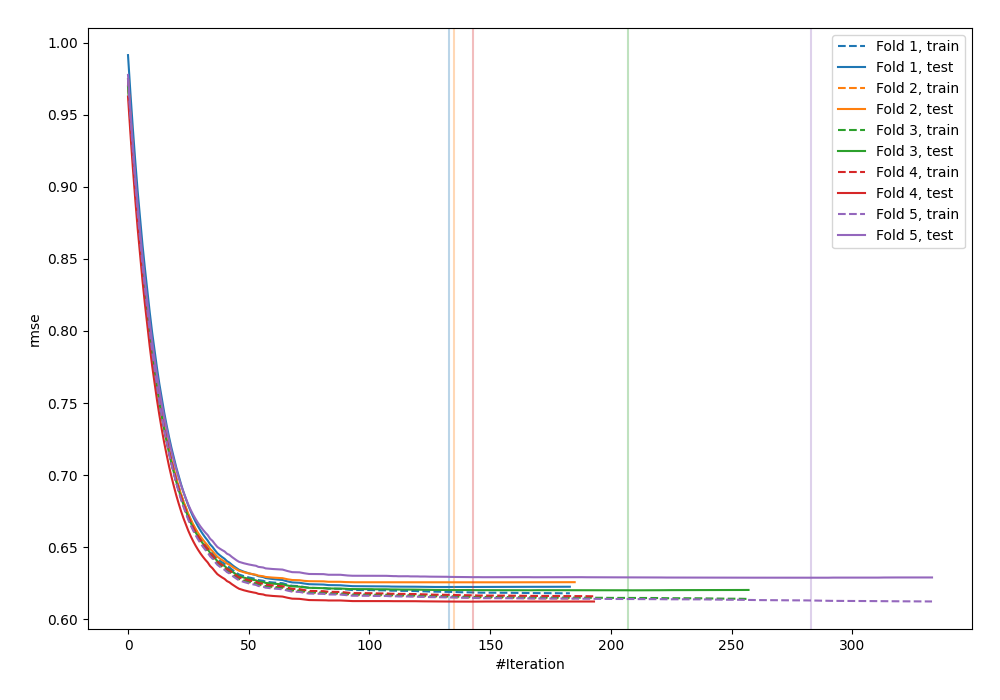 1.00
0.95
0.90
0.85
0.80
0.75
0.70
0.65
0.60
rmse
0
50
100
150
200
250
300
#Iteration
Fold 1, train
Fold 1, test
Fold 2, train
Fold 2, test
Fold 3, train
Fold 3, test
Fold 4, train
Fold 4, test
Fold 5, train
Fold 5, test